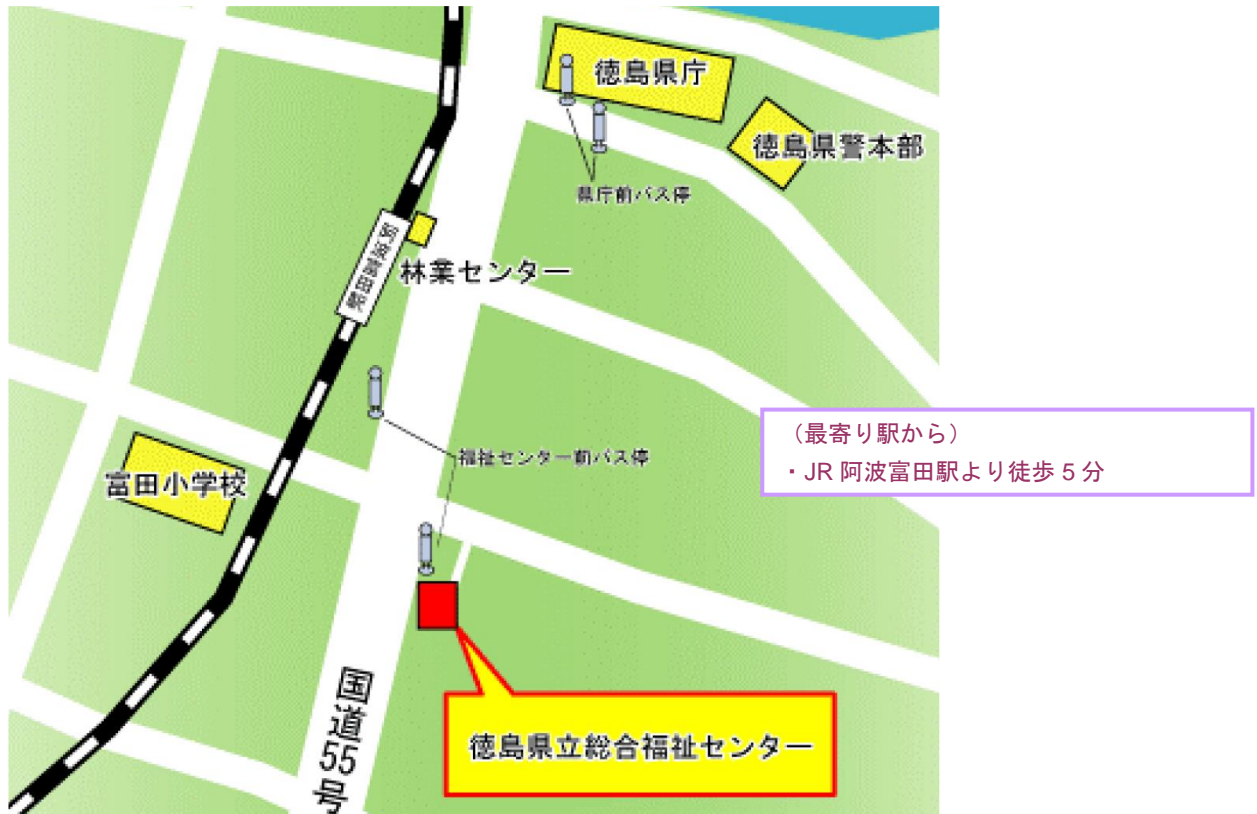 徳島県庁
徳島県警本部
県庁前バス停
阿波富田駅
林業センター
（最寄り駅から）
・JR 阿波富田駅より徒歩 5 分
福祉センター前バス停
富田小学校
国道55号
徳島県立総合福祉センター